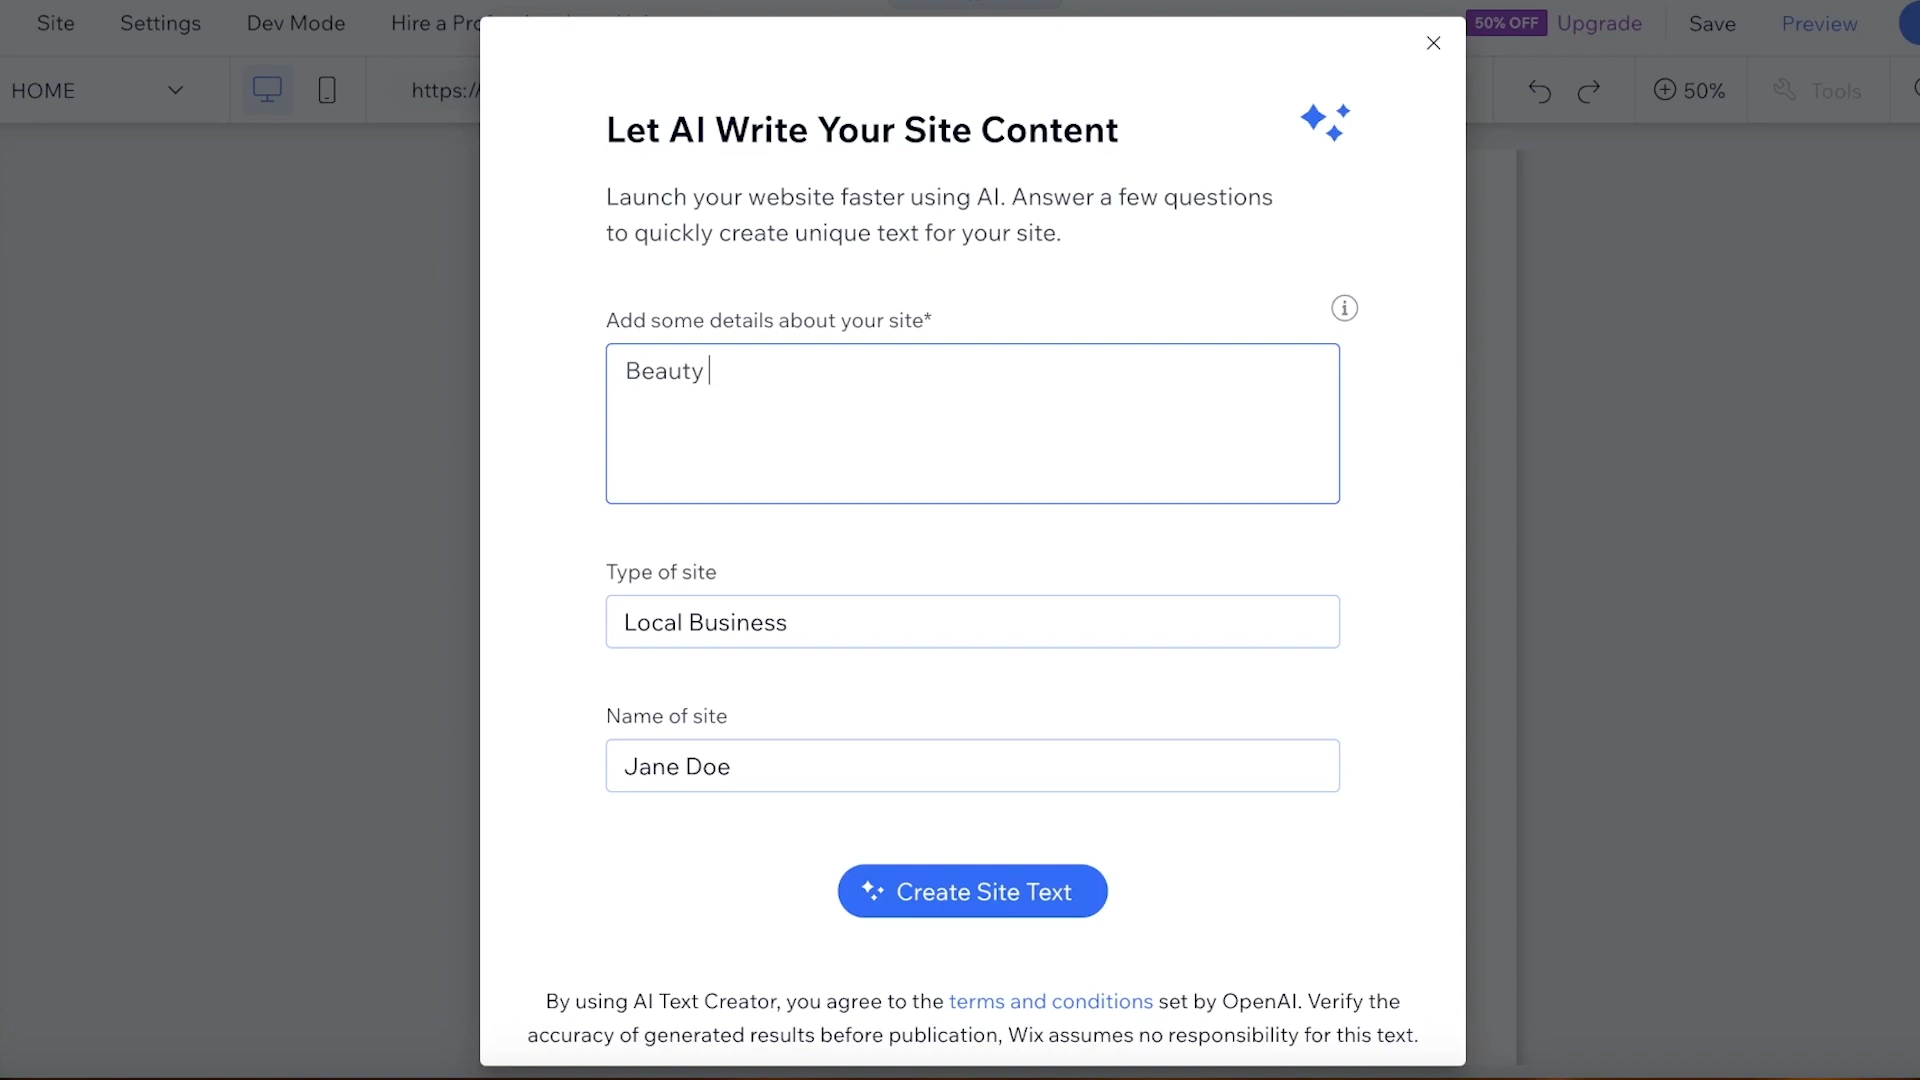 Site Settings Dev Mode Hire a 50% OFF Upgrade Save Preview
HOME https:/ 50% Tools
Let AI Write Your Site Content
Launch your website faster using AI. Answer a few questions
to quickly create unique text for your site.
Add some details about your site*
Beauty
Type of site
Local Business
Name of site
Jane Doe
Create Site Text
By using AI Text Creator, you agree to the terms and conditions set by OpenAI. Verify the
accuracy of generated results before publication, Wix assumes no responsibility for this text.